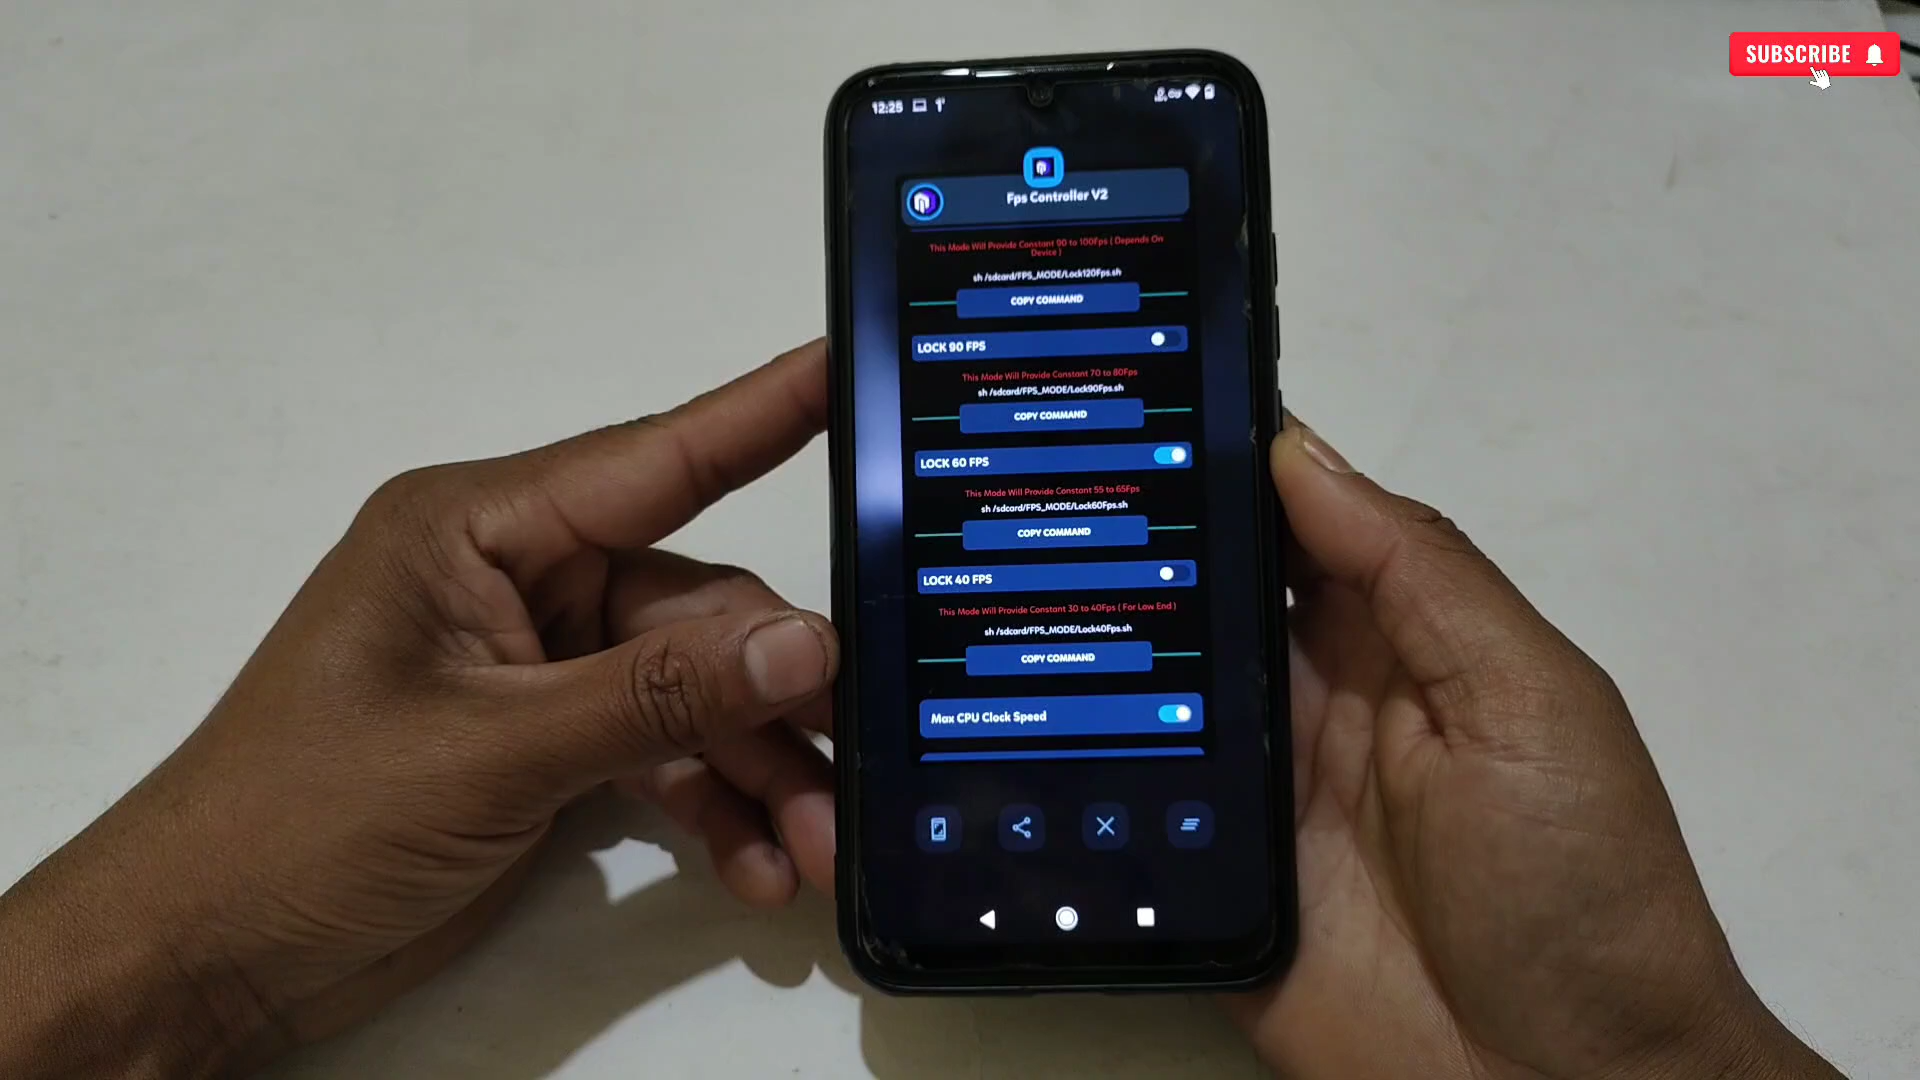 SUBSCRIBE
12:25
Fps Controller V2
This Mode Will Provide Constant 90 to 100Fps ( Depends On
Device )
sh /sdcard/FPS_MODE/Lock120Fps.sh
COPY COMMAND
LOCK 90 FPS
This Mode Will Provide Constant 70 to 80Fps
sh /sdcard/FPS_MODE/Lock90Fps.sh
COPY COMMAND
LOCK 60 FPS
This Mode Will Provide Constant 55 to 65Fps
sh /sdcard/FPS_MODE/Lock60Fps.sh
COPY COMMAND
LOCK 40 FPS
This Mode Will Provide Constant 30 to 40Fps ( For Low End )
sh /sdcard/FPS_MODE/Lock40Fps.sh
COPY COMMAND
Max CPU Clock Speed